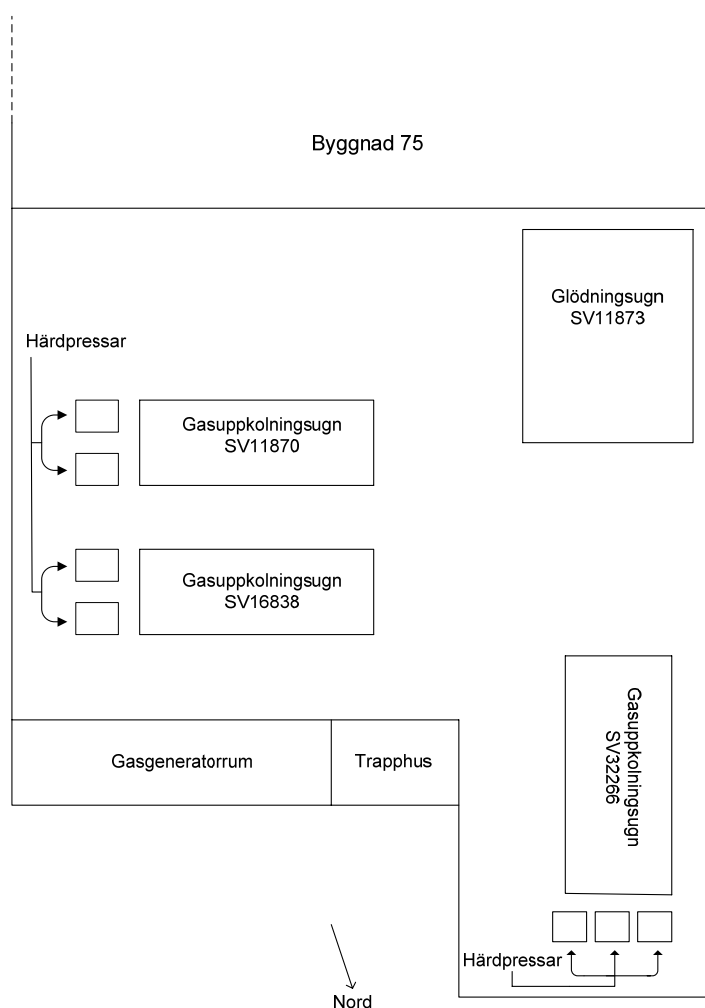 Byggnad 75
Glödningsugn
SV11873
Härdpressar
Gasuppkolningsugn
SV11870
Gasuppkolningsugn
SV16838
Gasuppkolningsugn
SV32266
Gasgeneratorrum
Trapphus
Härdpressar
Nord